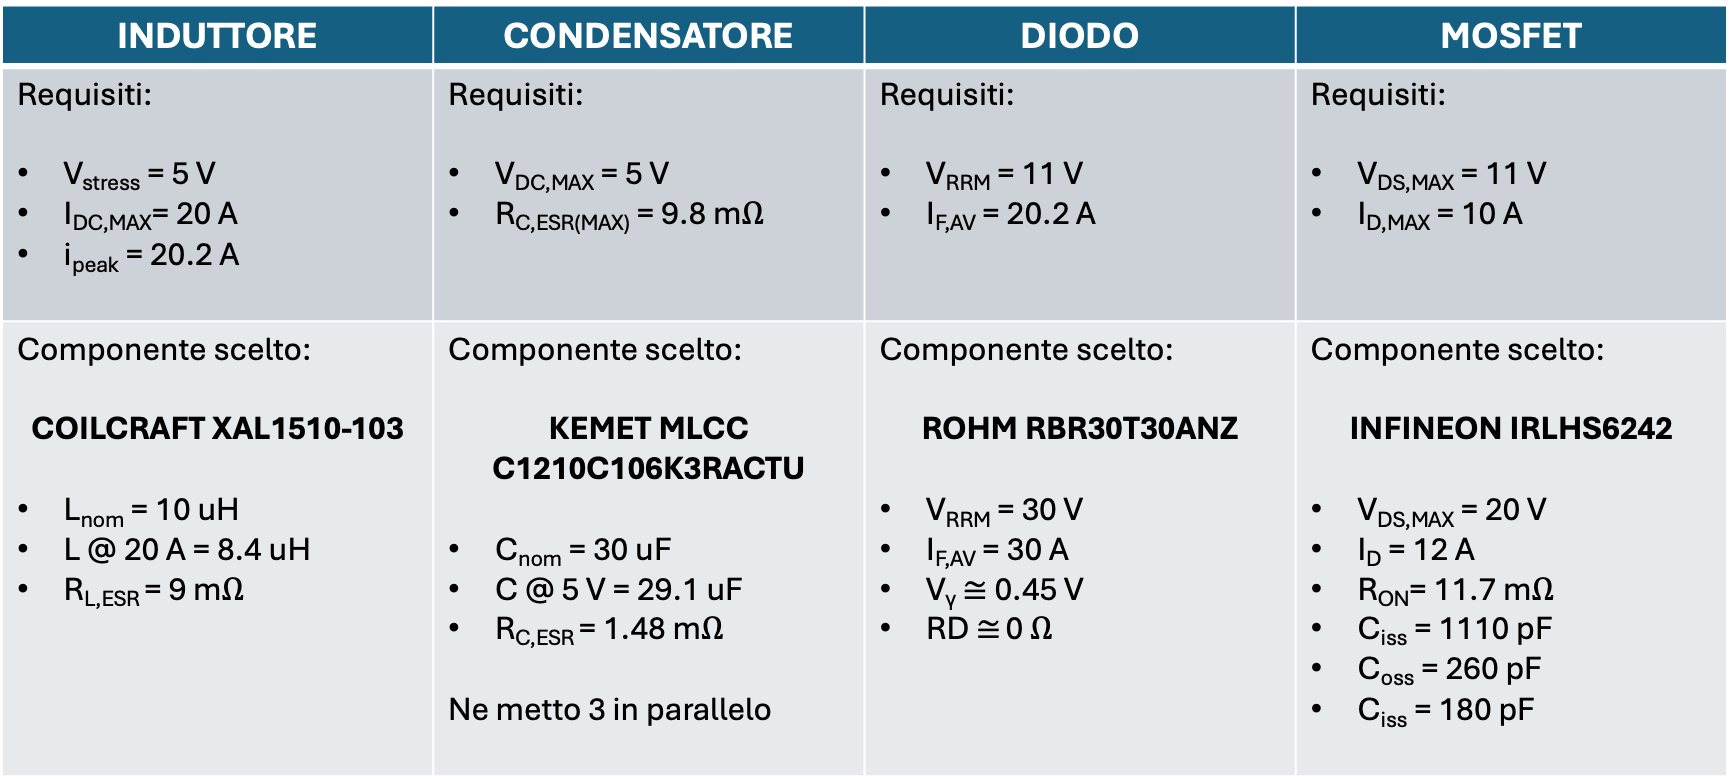 INDUTTORE
CONDENSATORE
DIODO
MOSFET
Requisiti:
• Vstress = 5 V
• IDC,MAX= 20 A
• ipeak = 20.2 A
Requisiti:
• VDC,MAX = 5 V
• RC,ESR(MAX) = 9.8 mΩ
Requisiti:
• VRRM = 11 V
• IF,AV = 20.2 A
Requisiti:
• VDS,MAX = 11 V
• ID,MAX = 10 A
Componente scelto:
COILCRAFT XAL1510-103
• Lnom = 10 uH
• L @ 20 A = 8.4 uH
• RL,ESR = 9 mΩ
Componente scelto:
KEMET MLCC
C1210C106K3RACTU
• Cnom = 30 uF
• C @ 5 V = 29.1 uF
• RC,ESR = 1.48 mΩ
Ne metto 3 in parallelo
Componente scelto:
ROHM RBR30T30ANZ
• VRRM = 30 V
• IF,AV = 30 A
• Vγ ≅ 0.45 V
• RD ≅ 0 Ω
Componente scelto:
INFINEON IRLHS6242
• VDS,MAX = 20 V
• ID = 12 A
• RON= 11.7 mΩ
• Ciss = 1110 pF
• Coss = 260 pF
• Ciss = 180 pF